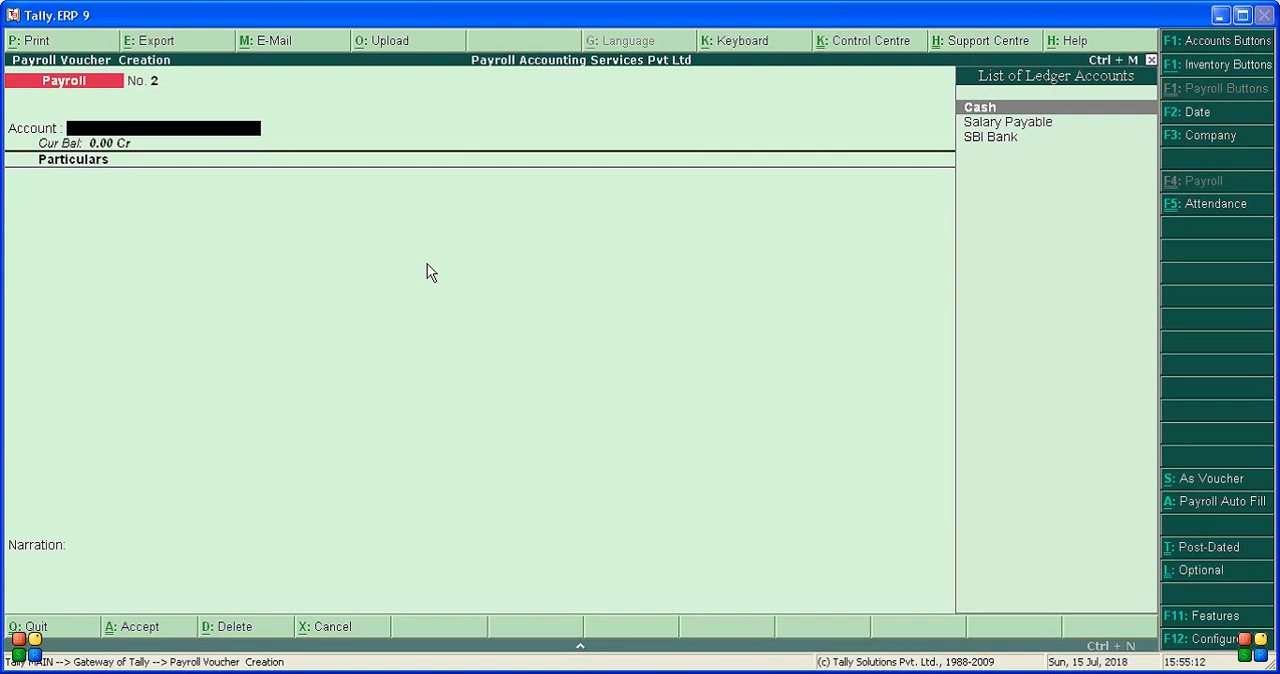 Tally.ERP 9
P: Print E: Export M: E-Mail O: Upload G: Language K: Keyboard K: Control Centre H: Support Centre H: Help
Payroll Voucher Creation Payroll Accounting Services Pvt Ltd Ctrl + M
Payroll No. 2
Account :
Cur Bal: 0.00 Cr
Particulars
Narration:
List of Ledger Accounts
Cash
Salary Payable
SBI Bank
F1: Accounts Buttons
F1: Inventory Buttons
F1: Payroll Buttons
F2: Date
F3: Company
F4: Payroll
F5: Attendance
S: As Voucher
A: Payroll Auto Fill
T: Post-Dated
L: Optional
F11: Features
F12: Configure
Q: Quit A: Accept D: Delete X: Cancel
Ctrl + N
Tally MAIN --> Gateway of Tally --> Payroll Voucher Creation (c) Tally Solutions Pvt. Ltd., 1988-2009 Sun, 15 Jul, 2018 15:55:12